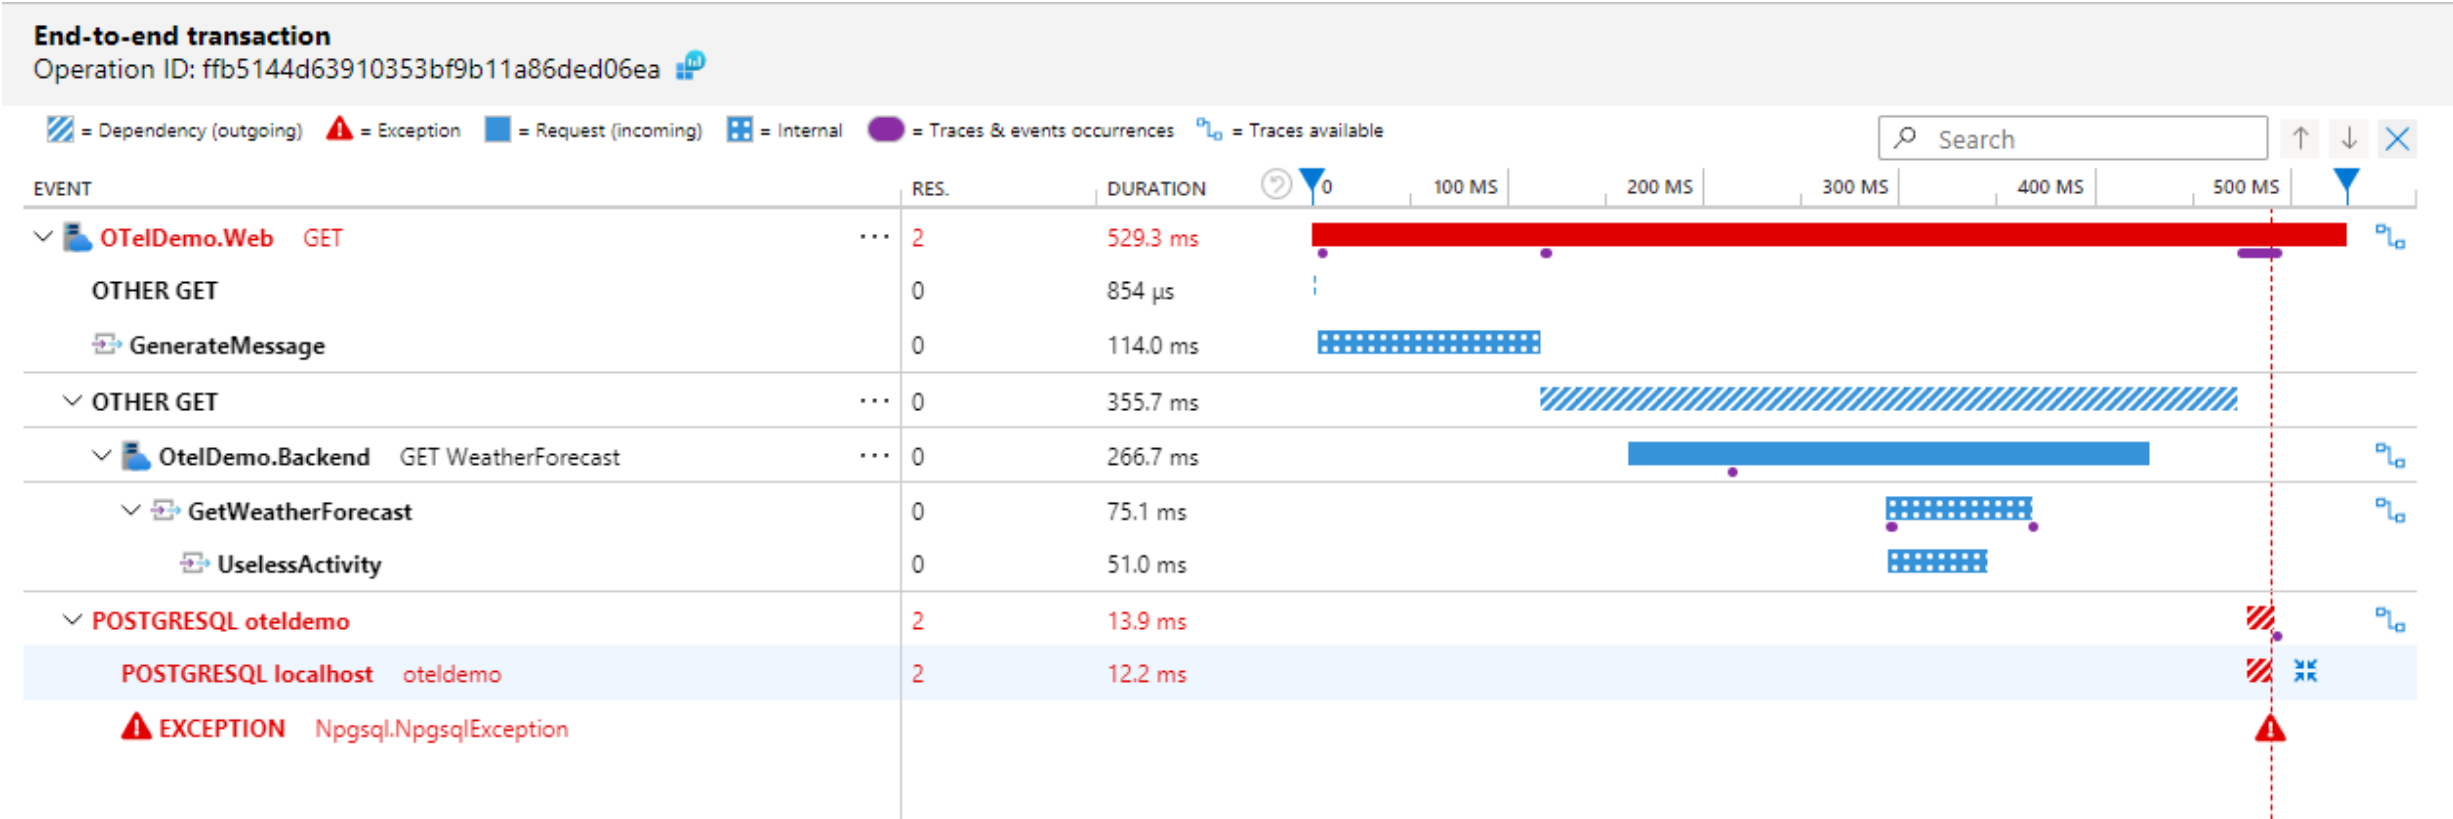 End-to-end transaction
Operation ID: ffb5144d63910353bf9b11a86ded06ea
= Dependency (outgoing) = Exception = Request (incoming) = Internal = Traces & events occurrences = Traces available
Search
EVENT RES. DURATION 0 100 MS 200 MS 300 MS 400 MS 500 MS
OTelDemo.Web GET ... 2 529.3 ms
OTHER GET 0 854 µs
GenerateMessage 0 114.0 ms
OTHER GET ... 0 355.7 ms
OtelDemo.Backend GET WeatherForecast ... 0 266.7 ms
GetWeatherForecast 0 75.1 ms
UselessActivity 0 51.0 ms
POSTGRESQL oteldemo 2 13.9 ms
POSTGRESQL localhost oteldemo 2 12.2 ms
EXCEPTION Npgsql.NpgsqlException